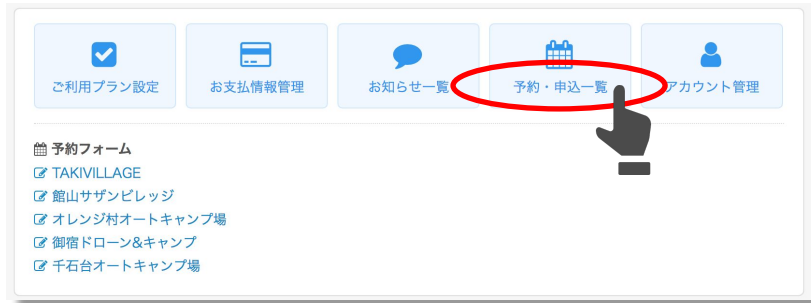 ご利用プラン設定 お支払情報管理 お知らせ一覧 予約・申込一覧 アカウント管理
予約フォーム
TAKIVILLAGE
館山サザンビレッジ
オレンジ村オートキャンプ場
御宿ドローン&キャンプ
千石台オートキャンプ場